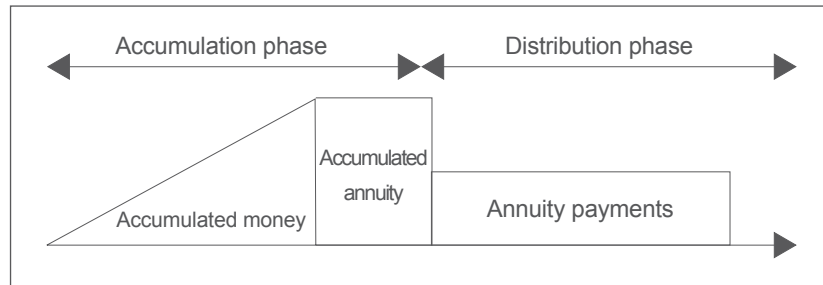 Accumulation phase
Distribution phase
Accumulated money
Accumulated
annuity
Annuity payments